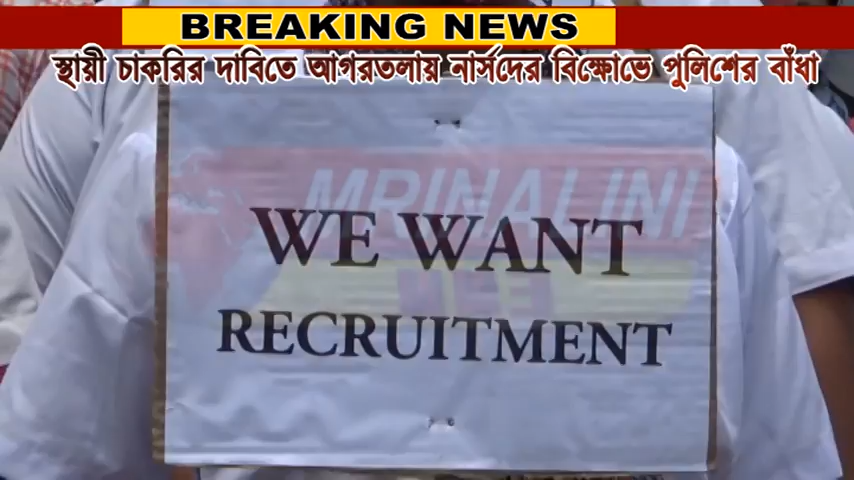 BREAKING NEWS
স্থায়ী চাকরির দাবিতে আগরতলায় নার্সদের বিক্ষোভে পুলিশের বাঁধা
MRINALINI
WE WANT
RECRUITMENT